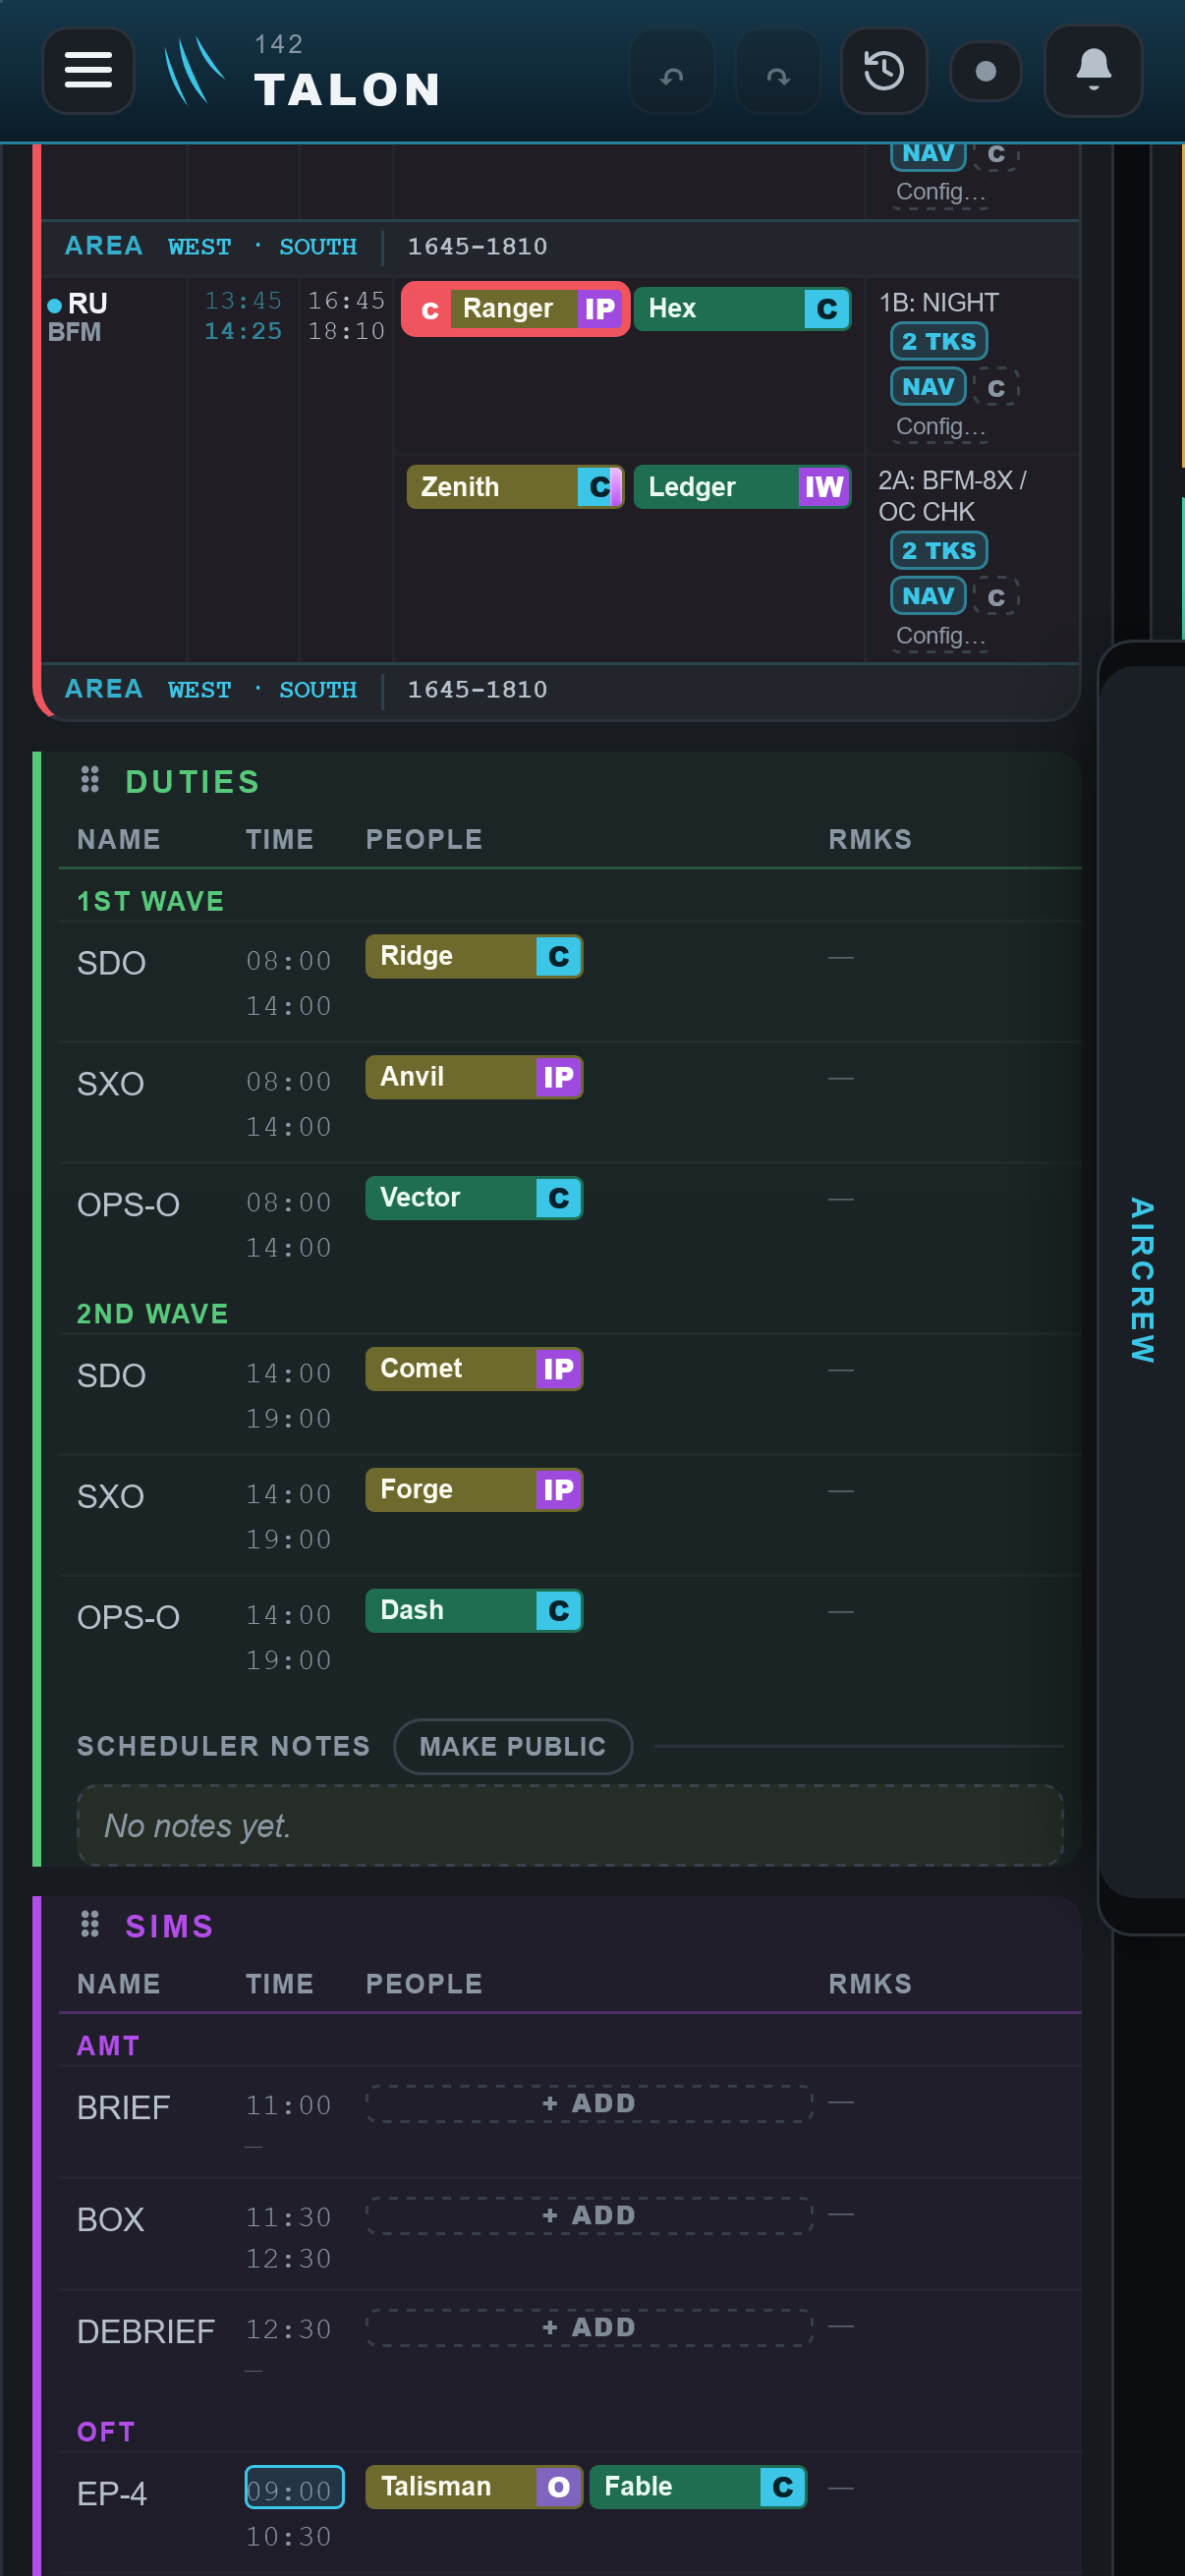 142
TALON
NAV C
Config...
AREA WEST · SOUTH 1645-1810
RU 13:45 16:45 C Ranger IP Hex C 1B: NIGHT
BFM 14:25 18:10
2 TKS
NAV C
Config...
Zenith C Ledger IW 2A: BFM-8X /
OC CHK
2 TKS
NAV C
Config...
AREA WEST · SOUTH 1645-1810
DUTIES
NAME TIME PEOPLE RMKS
1ST WAVE
SDO 08:00 Ridge C —
14:00
SXO 08:00 Anvil IP —
14:00
OPS-O 08:00 Vector C —
14:00
2ND WAVE
SDO 14:00 Comet IP —
19:00
SXO 14:00 Forge IP —
19:00
OPS-O 14:00 Dash C —
19:00
SCHEDULER NOTES MAKE PUBLIC
No notes yet.
SIMS
NAME TIME PEOPLE RMKS
AMT
BRIEF 11:00 + ADD —
—
BOX 11:30 + ADD —
12:30
DEBRIEF 12:30 + ADD —
—
OFT
EP-4 09:00 Talisman O Fable C —
10:30
AIRCREW